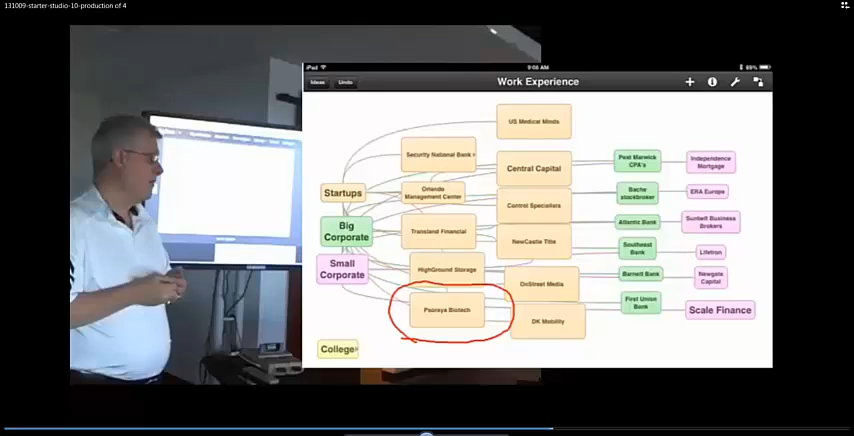 131009-starter-studio-10-production of 4
iPad
9:08 AM
Ideas
Undo
Work Experience
US Medical Minds
Security National Bank
Central Capital
Peat Marwick
CPA's
Independence
Mortgage
Startups
Orlando
Management Center
Control Specialists
Bache
stockbroker
ERA Europe
Big
Corporate
Transland Financial
Atlantic Bank
Sunbelt Business
Brokers
NewCastle Title
Southeast
Bank
Lifetron
Small
Corporate
HighGround Storage
OnStreet Media
Barnett Bank
Newgate
Capital
Peoraya Biotech
First Union
Bank
Scale Finance
DK Mobility
College